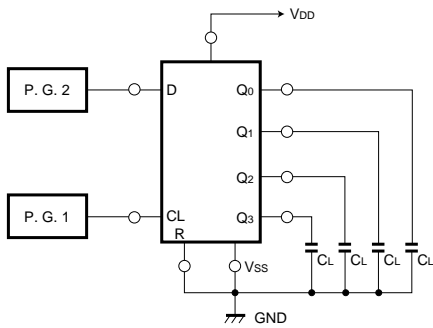 VDD
P. G. 2
D
Q0
Q1
Q2
P. G. 1
CL
Q3
R
VSS
CL
CL
CL
CL
GND